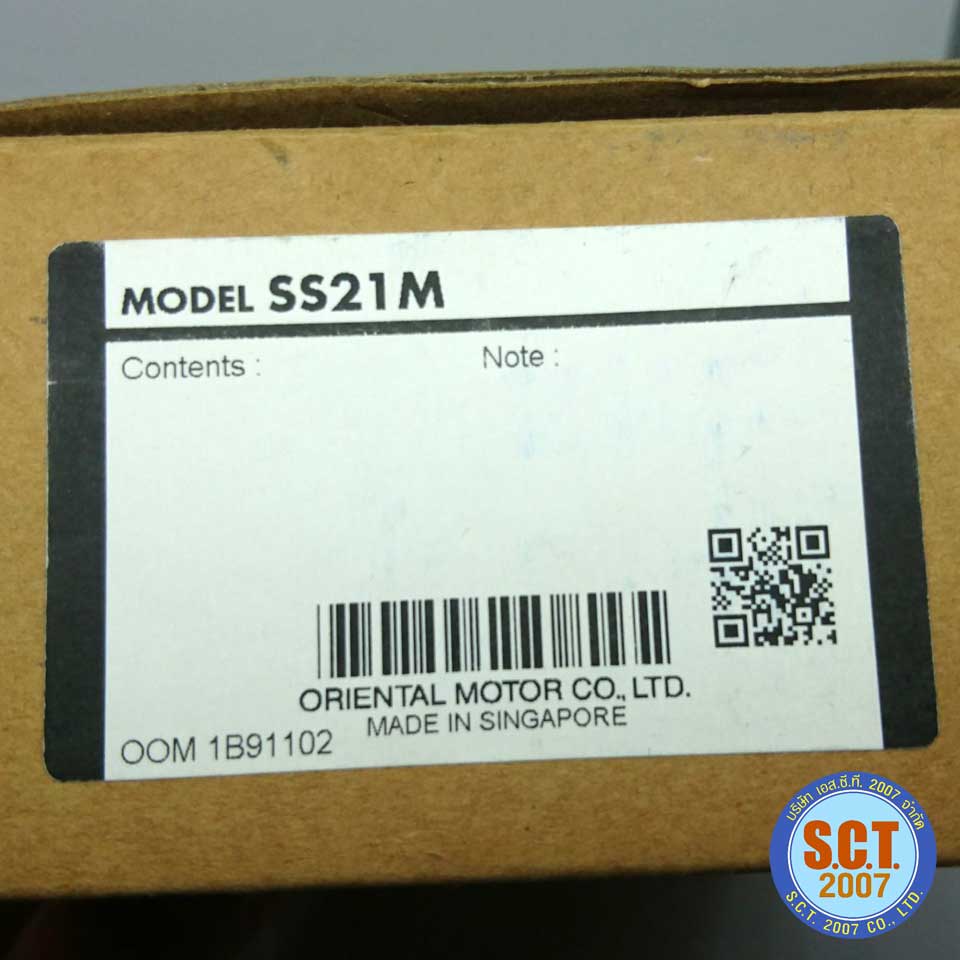 MODEL SS21M
Contents :
Note :
ORIENTAL MOTOR CO., LTD.
MADE IN SINGAPORE
OOM 1B91102
บริษัท เอส.ซี.ที. 2007 จำกัด
S.C.T.
2007
S.C.T. 2007 CO., LTD.